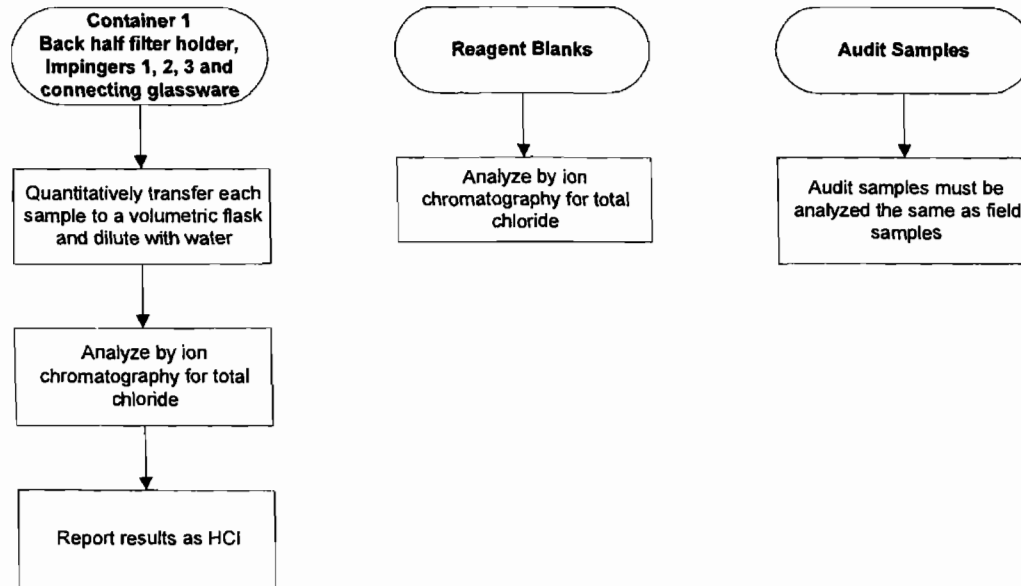 Container 1
Back half filter holder,
Impingers 1, 2, 3 and
connecting glassware
Quantitatively transfer each
sample to a volumetric flask
and dilute with water
Analyze by ion
chromatography for total
chloride
Report results as HCl
Reagent Blanks
Analyze by ion
chromatography for total
chloride
Audit Samples
Audit samples must be
analyzed the same as field
samples